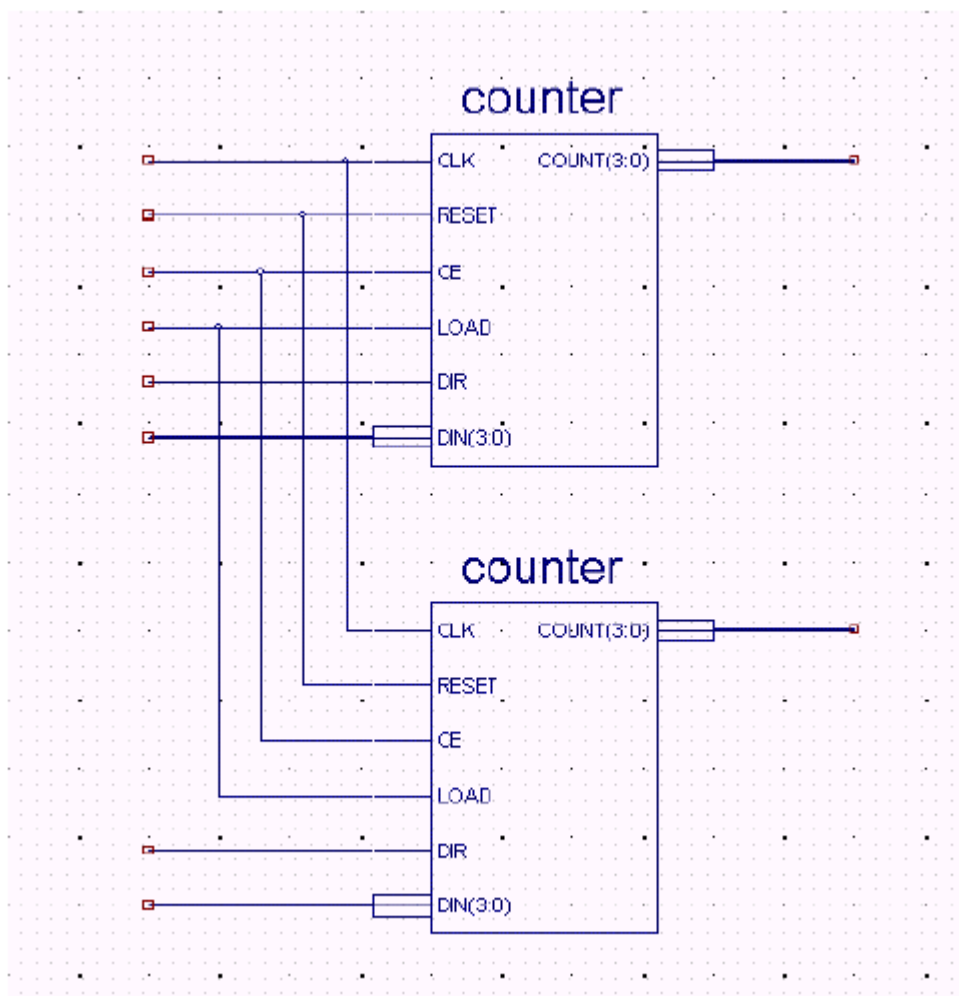 counter
CLK COUNT(3:0)
RESET
CE
LOAD
DIR
DIN(3:0)
counter
CLK COUNT(3:0)
RESET
CE
LOAD
DIR
DIN(3:0)